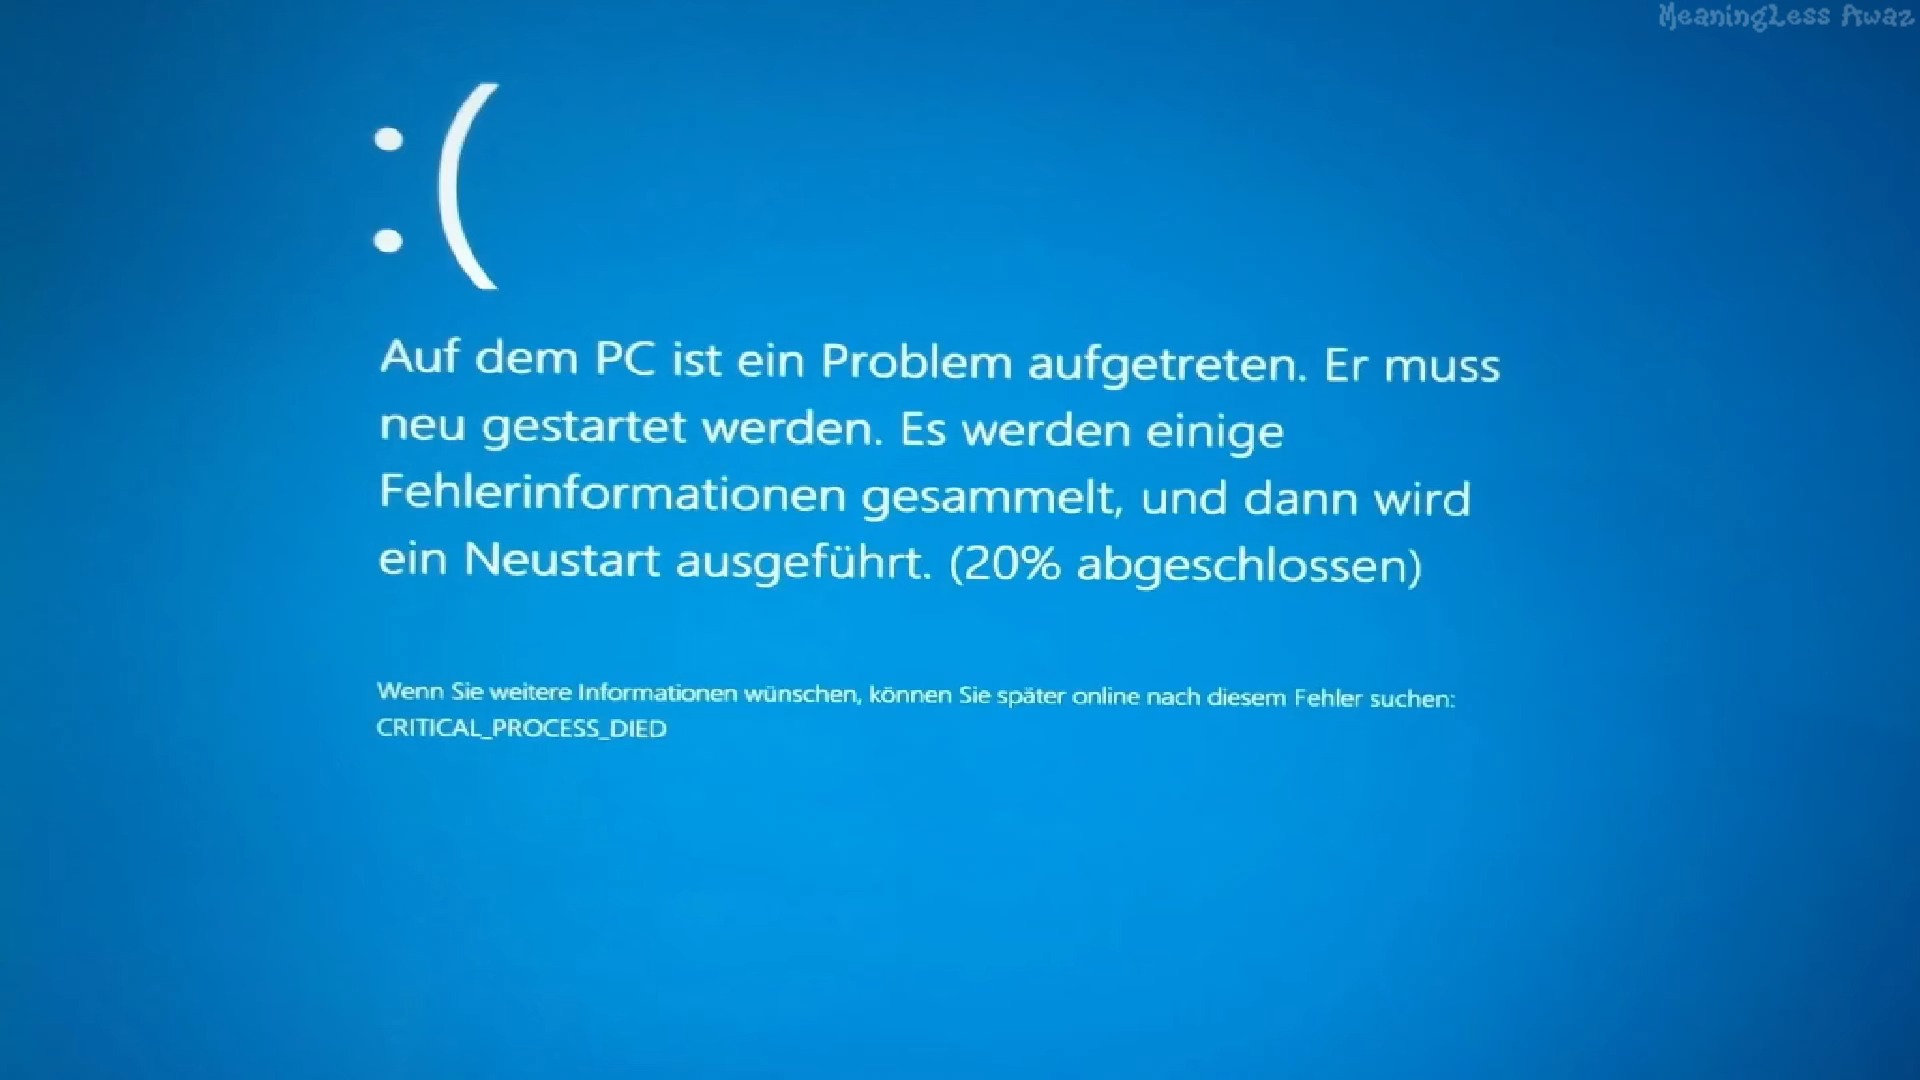 MeaningLess Awaz
:(
Auf dem PC ist ein Problem aufgetreten. Er muss
neu gestartet werden. Es werden einige
Fehlerinformationen gesammelt, und dann wird
ein Neustart ausgeführt. (20% abgeschlossen)
Wenn Sie weitere Informationen wünschen, können Sie später online nach diesem Fehler suchen:
CRITICAL_PROCESS_DIED